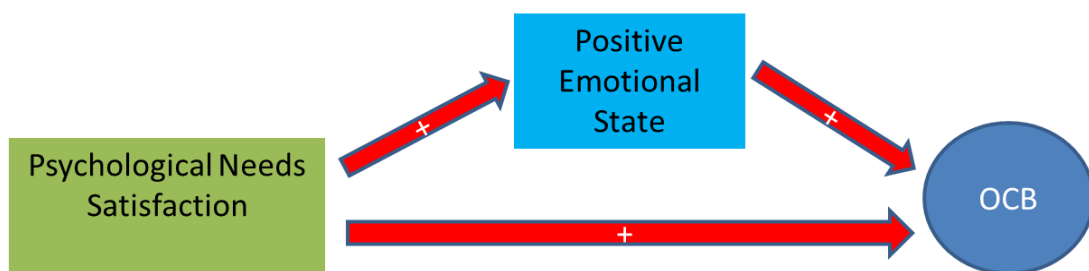 Positive
Emotional
State
+
+
Psychological Needs
Satisfaction
OCB
+